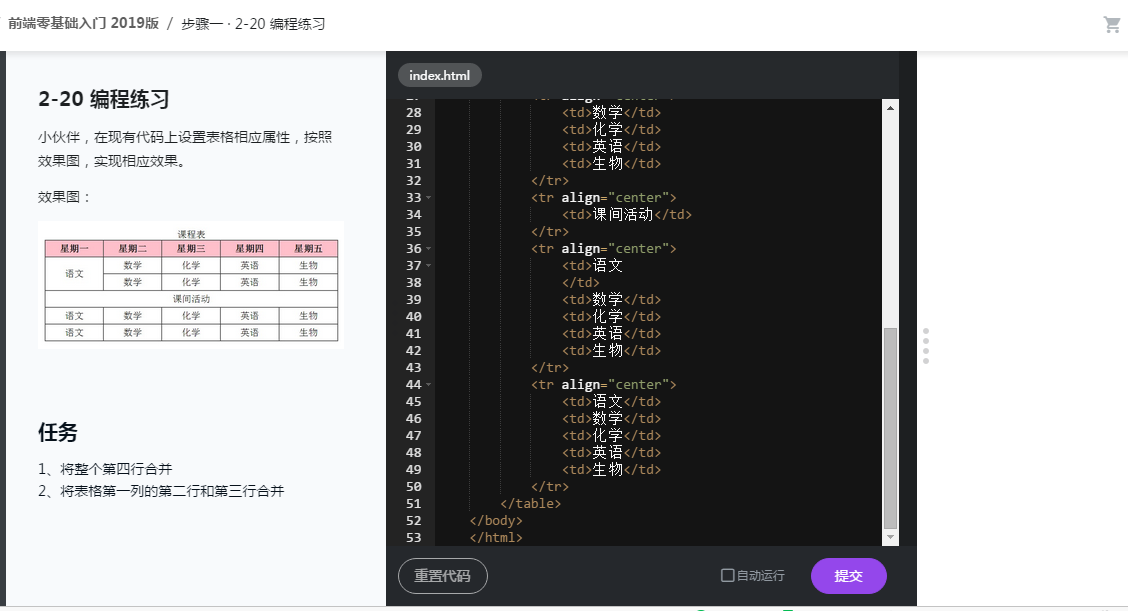 / 前端零基础入门 2019版 / 步骤一 · 2-20 编程练习
2-20 编程练习
小伙伴，在现有代码上设置表格相应属性，按照
效果图，实现相应效果。
效果图：
课程表
星期一 星期二 星期三 星期四 星期五
语文 数学 化学 英语 生物
数学 化学 英语 生物
课间活动
语文 数学 化学 英语 生物
语文 数学 化学 英语 生物
任务
1、将整个第四行合并
2、将表格第一列的第二行和第三行合并
index.html
28 <td>数学</td>
29 <td>化学</td>
30 <td>英语</td>
31 <td>生物</td>
32 </tr>
33 <tr align="center">
34 <td>课间活动</td>
35 </tr>
36 <tr align="center">
37 <td>语文
38 </td>
39 <td>数学</td>
40 <td>化学</td>
41 <td>英语</td>
42 <td>生物</td>
43 </tr>
44 <tr align="center">
45 <td>语文</td>
46 <td>数学</td>
47 <td>化学</td>
48 <td>英语</td>
49 <td>生物</td>
50 </tr>
51 </table>
52 </body>
53 </html>
重置代码 自动运行 提交